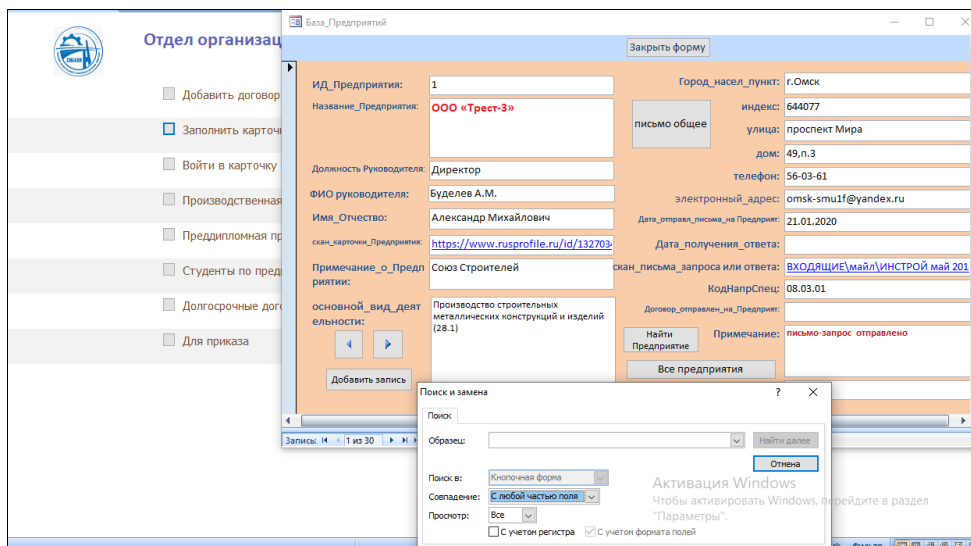 База_Предприятий
Закрыть форму
Отдел организац
Добавить договор
Заполнить карточк
Войти в карточку
Производственная
Преддипломная пр
Студенты по пред
Долгосрочные дого
Для приказа
ИД_Предприятия: 1
Название_Предприятия: ООО «Трест-3»
Должность Руководителя: Директор
ФИО руководителя: Буделев А.М.
Имя_Отчество: Александр Михайлович
скан_карточки_Предприятия: https://www.rusprofile.ru/id/132703
Примечание_о_Предп
риятии:
Союз Строителей
основной_вид_деят
ельности:
Производство строительных
металлических конструкций и изделий
(28.1)
Добавить запись
Город_насел_пункт: г.Омск
индекс: 644077
письмо общее
улица: проспект Мира
дом: 49,п.3
телефон: 56-03-61
электронный_адрес: omsk-smu1f@yandex.ru
Дата_отправл_письма_на Предприят: 21.01.2020
Дата_получения_ответа:
скан_письма_запроса или ответа: ВХОДЯЩИЕ\майл\ИНСТРОЙ май 201
КодНапрСпец: 08.03.01
Договор_отправлен_на_Предприят:
Найти
Предприятие
Примечание: письмо-запрос отправлено
Все предприятия
Запись: 1 из 30
Поиск и замена
?
Поиск
Образец:
Найти далее
Отмена
Поиск в: Кнопочная форма
Совпадение: С любой частью поля
Просмотр: Все
С учетом регистра
С учетом формата полей
Активация Windows
Чтобы активировать Windows, перейдите в раздел
"Параметры".